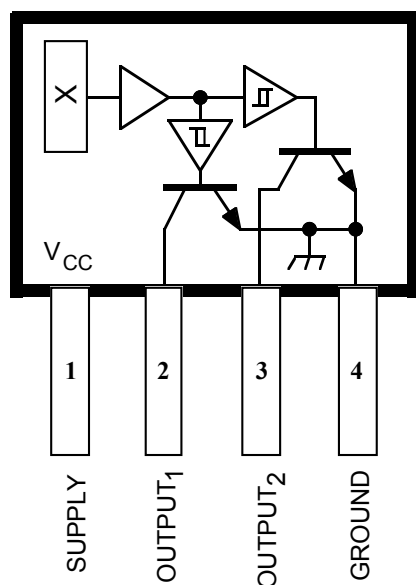 X
V_CC
1
2
3
4
SUPPLY
OUTPUT_1
OUTPUT_2
GROUND